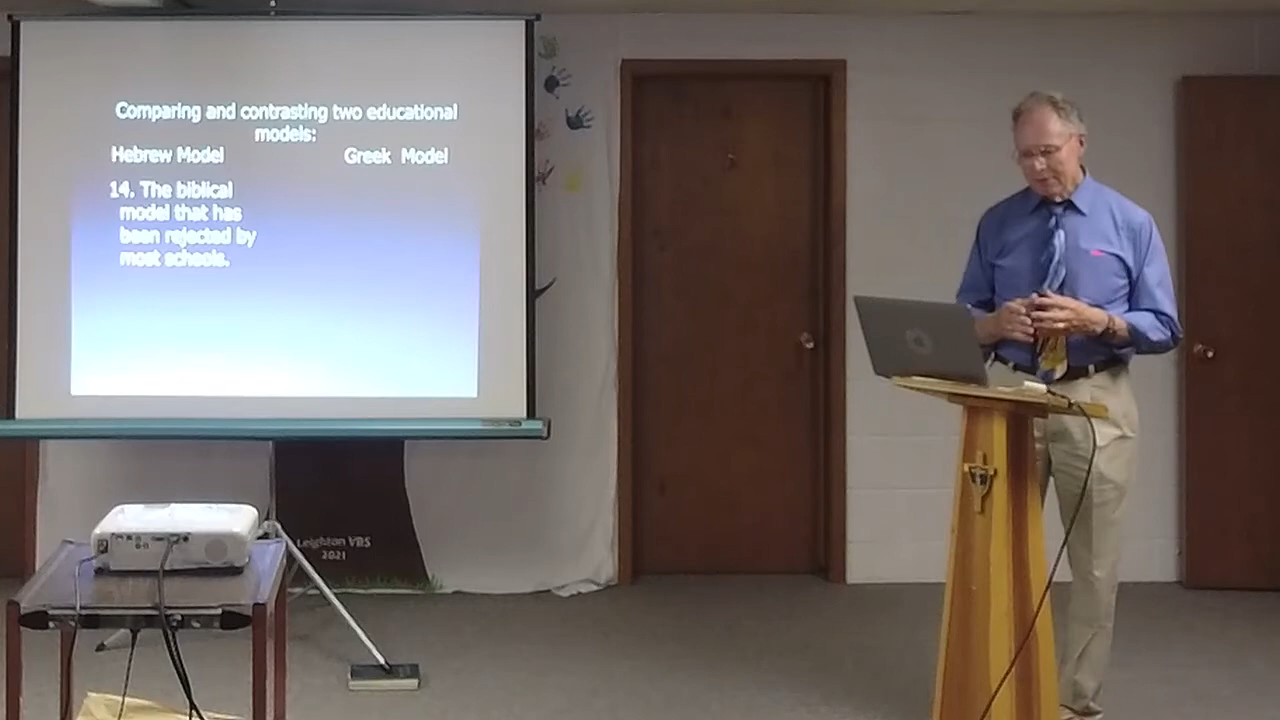 Comparing and contrasting two educational
models:
Hebrew Model Greek Model
14. The biblical
model that has
been rejected by
most schools.
Leighton VBS
2021